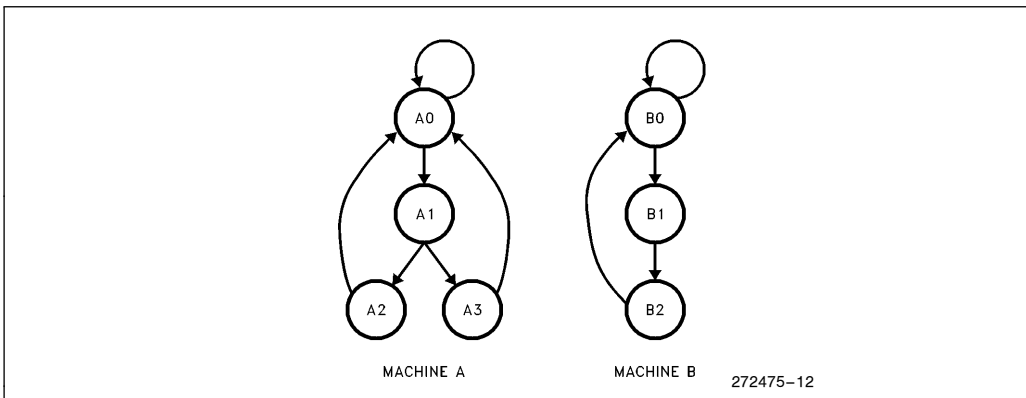 A0 B0
A1 B1
A2 A3 B2
MACHINE A MACHINE B
272475–12